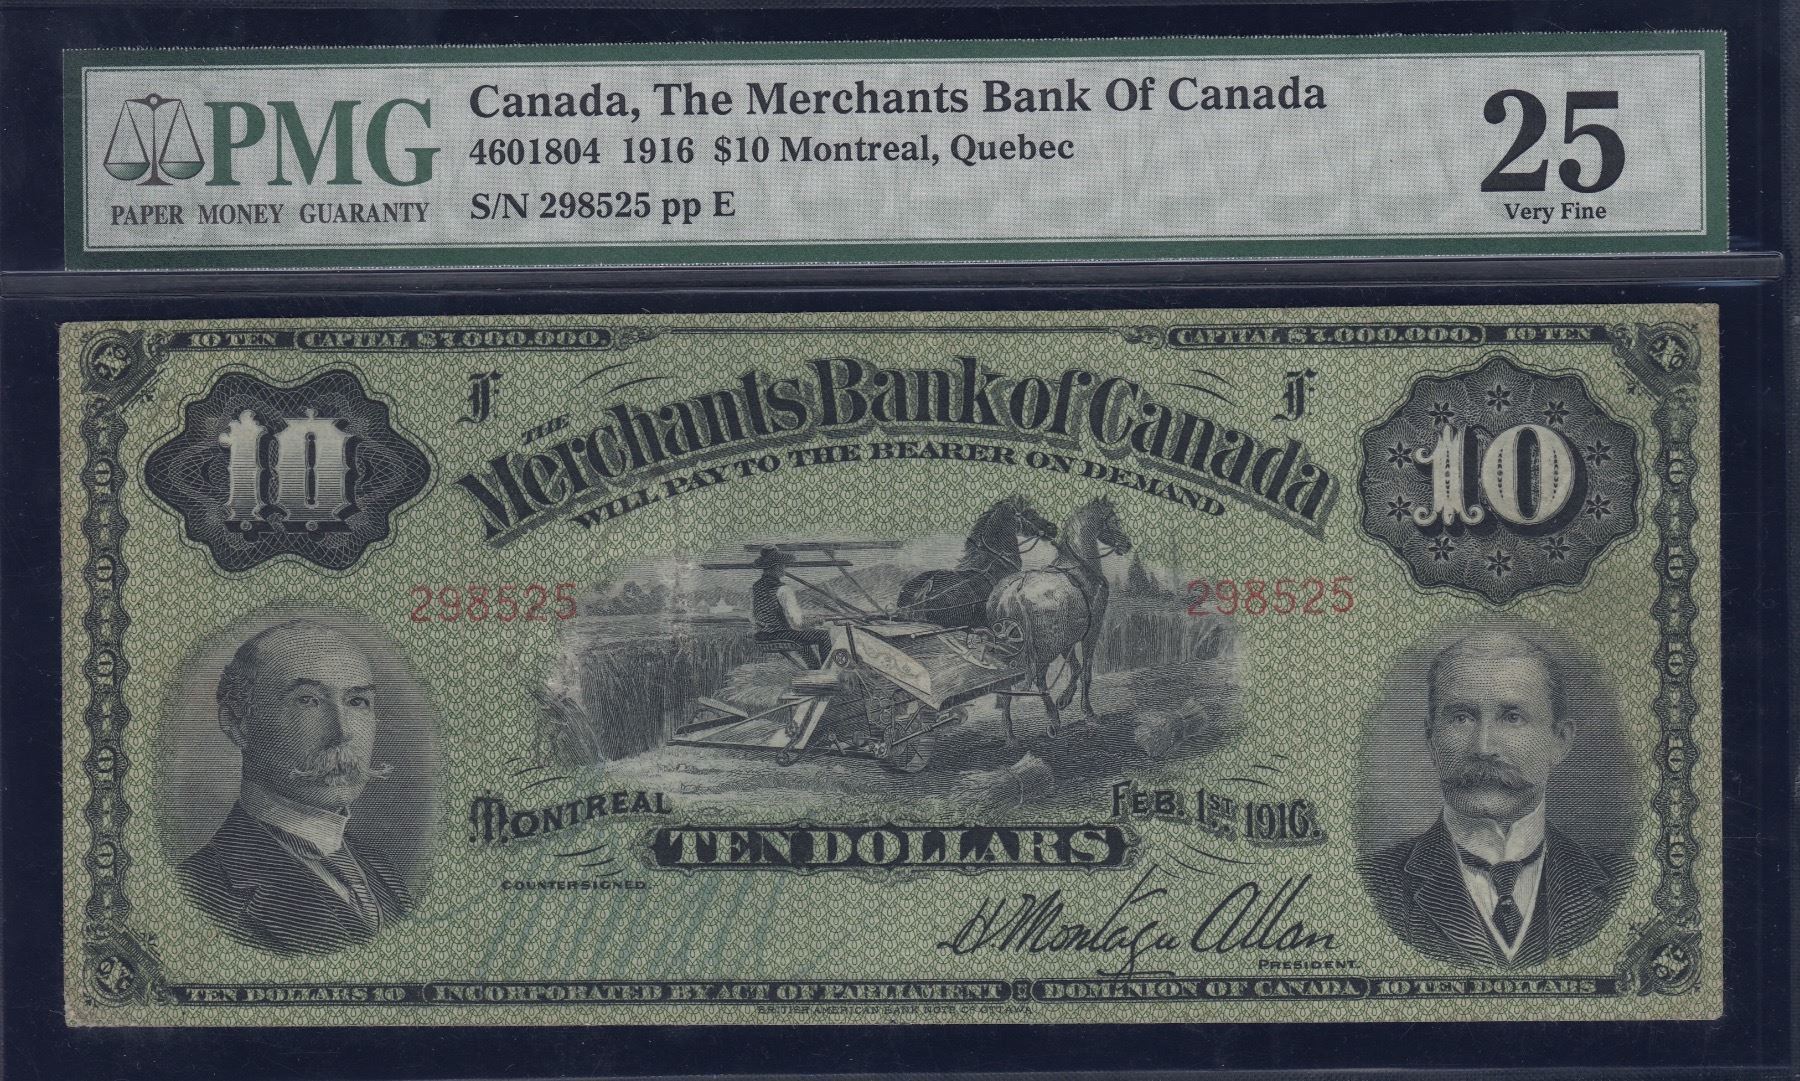 PMG
PAPER MONEY GUARANTY
Canada, The Merchants Bank Of Canada
4601804 1916 $10 Montreal, Quebec
S/N 298525 pp E
25
Very Fine
10 TEN CAPITAL $7,000,000. CAPITAL $7,000,000. 10 TEN
10 F F 10
THE Merchants Bank of Canada
WILL PAY TO THE BEARER ON DEMAND
298525 298525
MONTREAL FEB. 1ST 1916.
TEN DOLLARS
COUNTERSIGNED.
H Montagu Allan
PRESIDENT.
TEN DOLLARS 10 INCORPORATED BY ACT OF PARLIAMENT DOMINION OF CANADA 10 TEN DOLLARS
BRITISH AMERICAN BANK NOTE CO OTTAWA